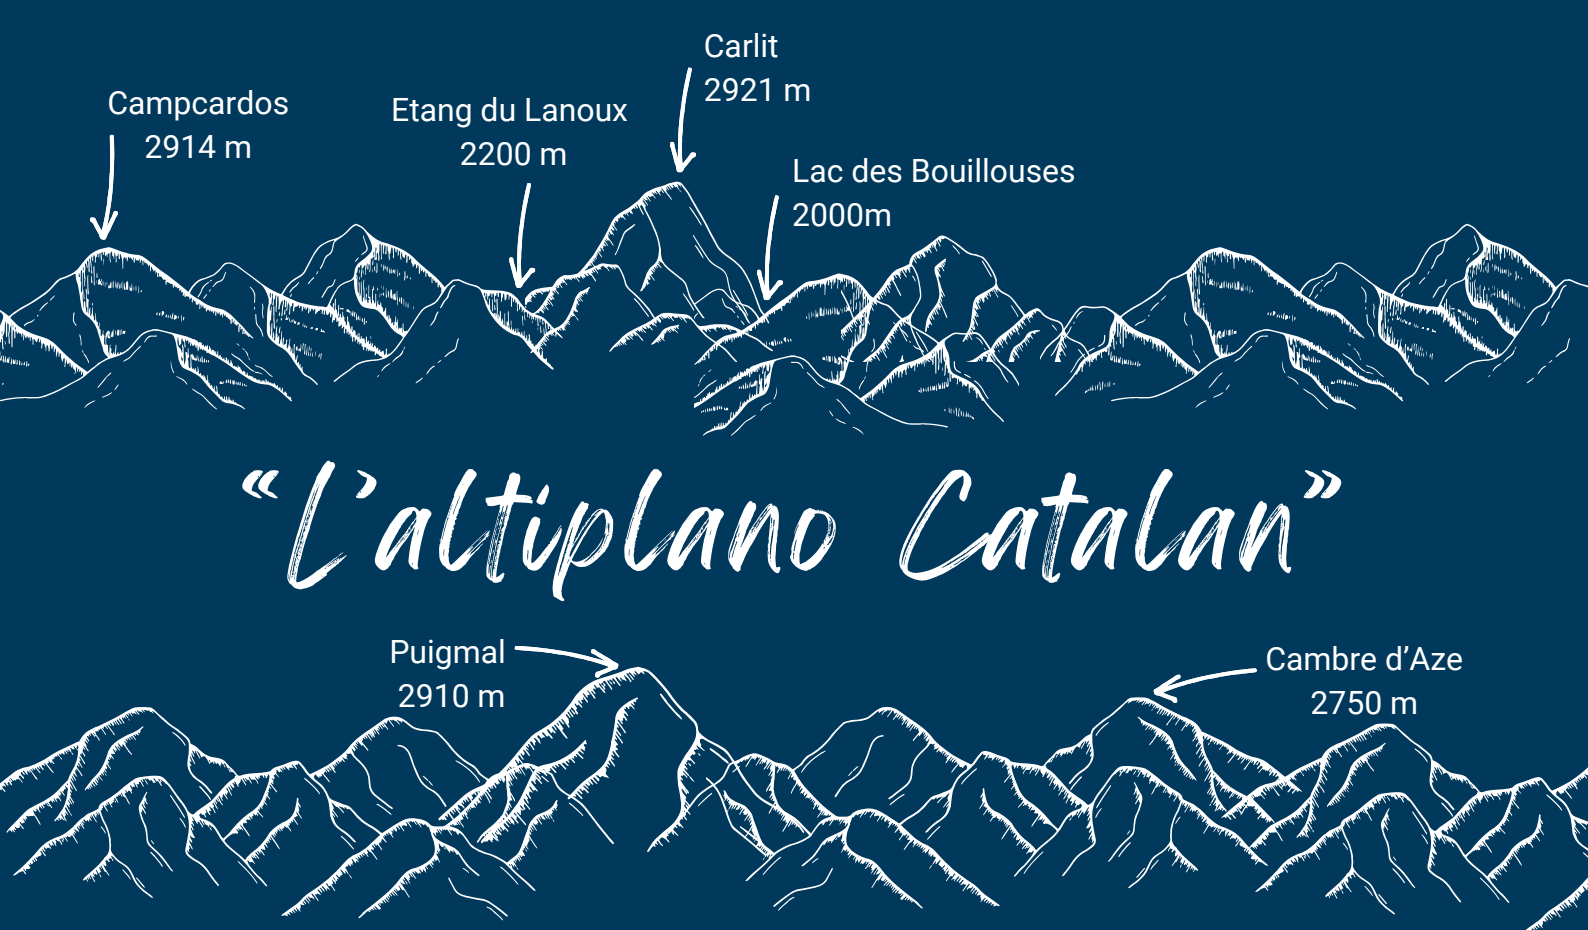 Carlit
2921 m
Campcardos
2914 m
Etang du Lanoux
2200 m
Lac des Bouillouses
2000m
“L’altiplano Catalan”
Puigmal
2910 m
Cambre d’Aze
2750 m